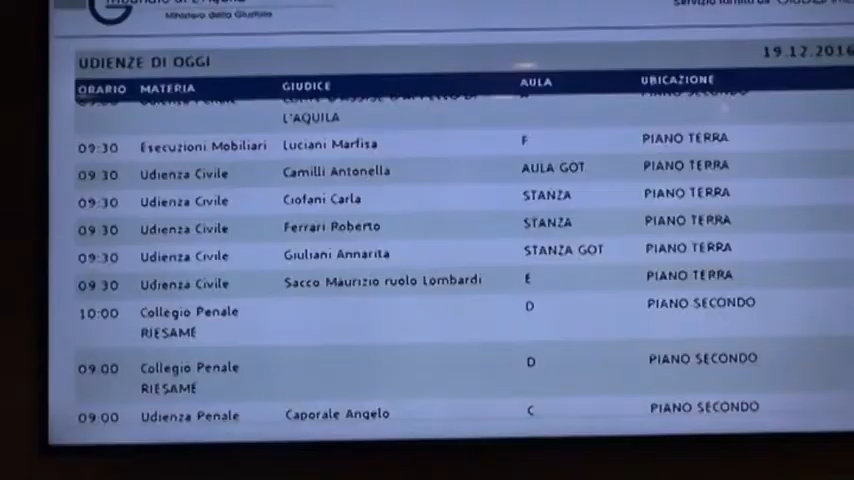 Ministero della Giustizia
UDIENZE DI OGGI 19.12.2016
ORARIO MATERIA GIUDICE AULA UBICAZIONE
L'AQUILA
09:30 Esecuzioni Mobiliari Luciani Marfisa F PIANO TERRA
09:30 Udienza Civile Camilli Antonella AULA GOT PIANO TERRA
09:30 Udienza Civile Ciofani Carla STANZA PIANO TERRA
09:30 Udienza Civile Ferrari Roberto STANZA PIANO TERRA
09:30 Udienza Civile Giuliani Annarita STANZA GOT PIANO TERRA
09:30 Udienza Civile Sacco Maurizio ruolo Lombardi E PIANO TERRA
10:00 Collegio Penale D PIANO SECONDO
RIESAME
09:00 Collegio Penale D PIANO SECONDO
RIESAME
09:00 Udienza Penale Caporale Angelo C PIANO SECONDO